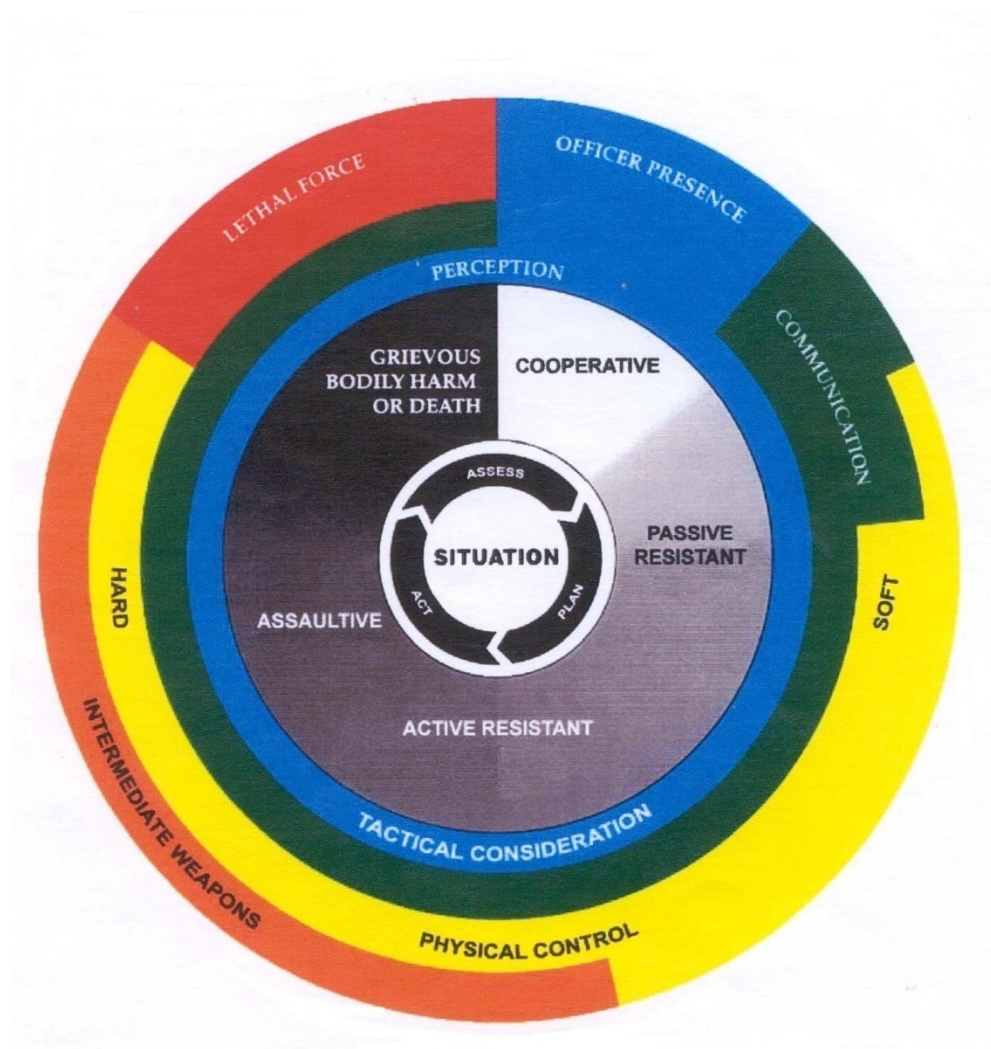 LETHAL FORCE
OFFICER PRESENCE
PERCEPTION
COMMUNICATION
GRIEVOUS
BODILY HARM
OR DEATH
COOPERATIVE
ASSESS
SITUATION
PLAN
ACT
PASSIVE
RESISTANT
HARD
SOFT
ASSAULTIVE
ACTIVE RESISTANT
TACTICAL CONSIDERATION
INTERMEDIATE WEAPONS
PHYSICAL CONTROL